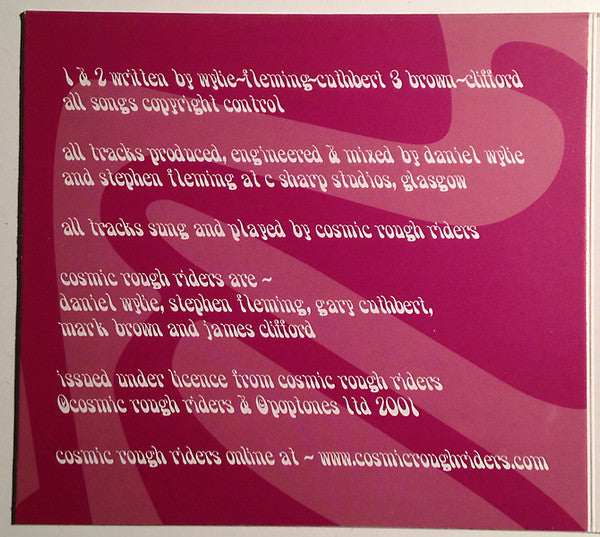 1 & 2 written by wylie~fleming~cuthbert 3 brown~clifford
all songs copyright control
all tracks produced, engineered & mixed by daniel wylie
and stephen fleming at c sharp studios, glasgow
all tracks sung and played by cosmic rough riders
cosmic rough riders are ~
daniel wylie, stephen fleming, gary cuthbert,
mark brown and james clifford
issued under licence from cosmic rough riders
©cosmic rough riders & ℗poptones ltd 2001
cosmic rough riders online at ~ www.cosmicroughriders.com